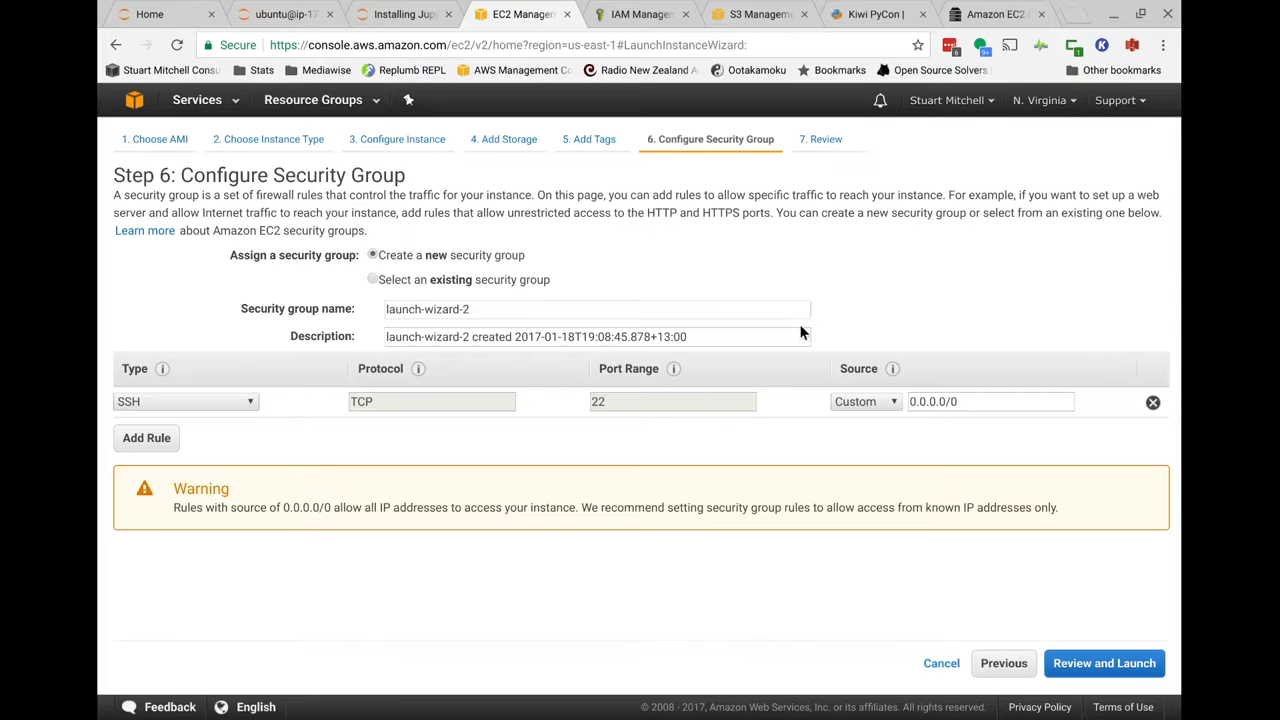 Home
ubuntu@ip-17
Installing Jup
EC2 Manage
IAM Manage
S3 Managem
Kiwi PyCon |
Amazon EC2
Secure
https://console.aws.amazon.com/ec2/v2/home?region=us-east-1#LaunchInstanceWizard:
6
9+
1
Stuart Mitchell Consu
Stats
Mediawise
Replumb REPL
AWS Management Co
Radio New Zealand A
Ootakamoku
Bookmarks
Open Source Solvers
Other bookmarks
Services
Resource Groups
Stuart Mitchell
N. Virginia
Support
1. Choose AMI
2. Choose Instance Type
3. Configure Instance
4. Add Storage
5. Add Tags
6. Configure Security Group
7. Review
Step 6: Configure Security Group
A security group is a set of firewall rules that control the traffic for your instance. On this page, you can add rules to allow specific traffic to reach your instance. For example, if you want to set up a web
server and allow Internet traffic to reach your instance, add rules that allow unrestricted access to the HTTP and HTTPS ports. You can create a new security group or select from an existing one below.
Learn more about Amazon EC2 security groups.
Assign a security group:
Create a new security group
Select an existing security group
Security group name:
launch-wizard-2
Description:
launch-wizard-2 created 2017-01-18T19:08:45.878+13:00
Type
Protocol
Port Range
Source
SSH
TCP
22
Custom
0.0.0.0/0
Add Rule
Warning
Rules with source of 0.0.0.0/0 allow all IP addresses to access your instance. We recommend setting security group rules to allow access from known IP addresses only.
Cancel
Previous
Review and Launch
Feedback
English
© 2008 - 2017, Amazon Web Services, Inc. or its affiliates. All rights reserved.
Privacy Policy
Terms of Use